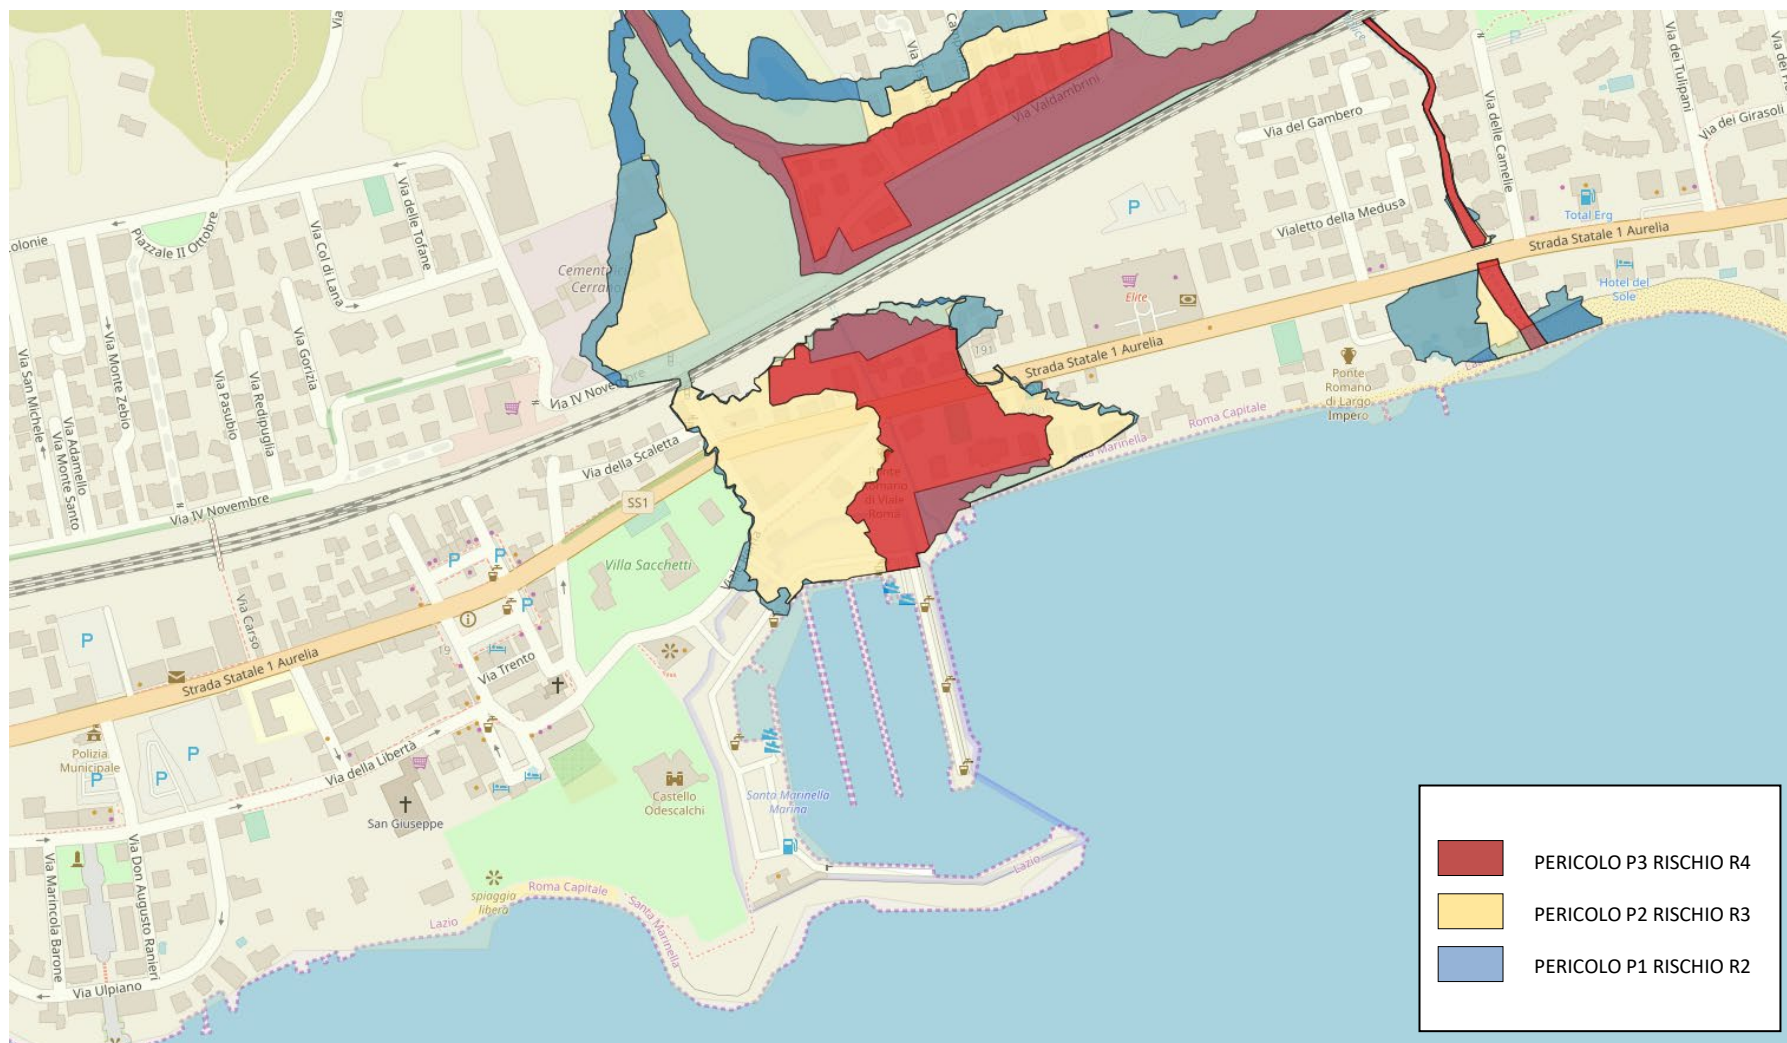 Via Valdambrini
Via dei Tulipani
Via dei Girasoli
Via del Gambero
Via delle Camelie
Vialetto della Medusa
Total Erg
Strada Statale 1 Aurelia
Hotel del
Sole
Piazzale II Ottobre
Via delle Tofane
Via Col di Lana
Elite
191
Strada Statale 1 Aurelia
Via Gorizia
Via Monte Zebio
Via San Michele
Via Pasubio
Via Redipuglia
Via Adamello
Via Monte Santo
Via IV Novembre
Via della Scaletta
Ponte
Romano
di Largo
Impero
Roma Capitale
SS1
Via IV Novembre
Villa Sacchetti
Via Carso
Via Trento
Strada Statale 1 Aurelia
Polizia
Municipale
Via della Libertà
San Giuseppe
Castello
Odescalchi
Santa Marinella
Marina
Via Marincola Barone
Via Don Augusto Ranieri
spiaggia
libera
Roma Capitale
Lazio
Santa Marinella
Lazio
Via Ulpiano
PERICOLO P3 RISCHIO R4
PERICOLO P2 RISCHIO R3
PERICOLO P1 RISCHIO R2